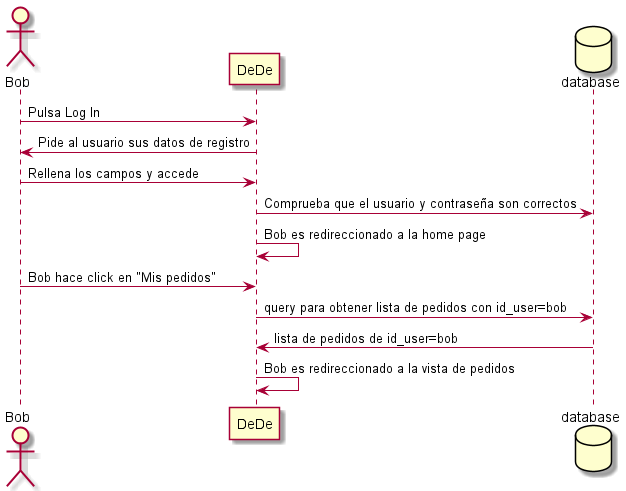 Bob
DeDe
database
Pulsa Log In
Pide al usuario sus datos de registro
Rellena los campos y accede
Comprueba que el usuario y contraseña son correctos
Bob es redireccionado a la home page
Bob hace click en "Mis pedidos"
query para obtener lista de pedidos con id_user=bob
lista de pedidos de id_user=bob
Bob es redireccionado a la vista de pedidos
Bob
DeDe
database